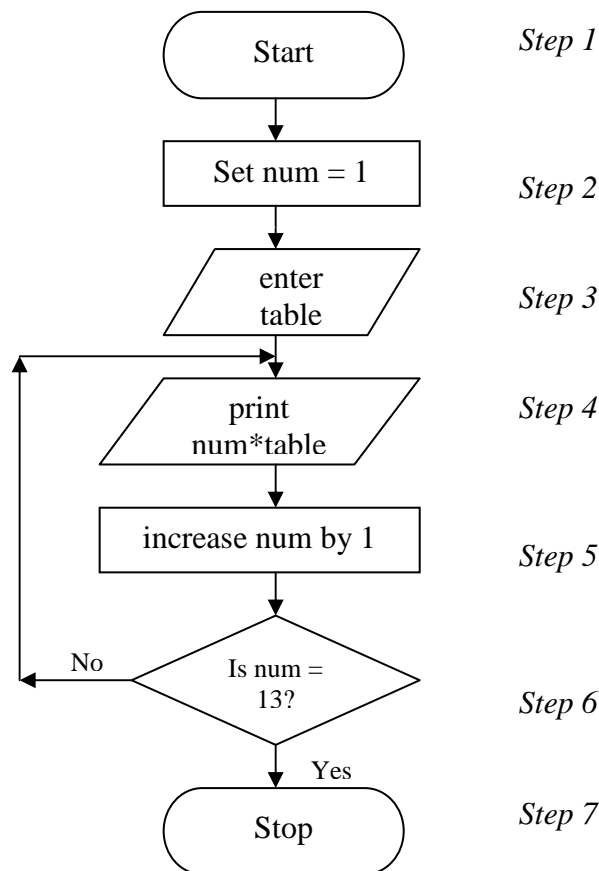 Start
Step 1
Set num = 1
Step 2
enter
table
Step 3
print
num*table
Step 4
increase num by 1
Step 5
No
Is num =
13?
Step 6
Yes
Stop
Step 7